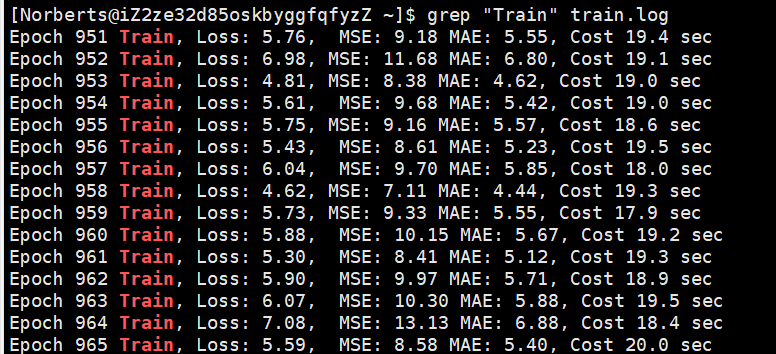 [Norberts@iZ2ze32d85oskbyggfqfyzZ ~]$ grep "Train" train.log
Epoch 951 Train, Loss: 5.76,  MSE: 9.18 MAE: 5.55, Cost 19.4 sec
Epoch 952 Train, Loss: 6.98, MSE: 11.68 MAE: 6.80, Cost 19.1 sec
Epoch 953 Train, Loss: 4.81, MSE: 8.38 MAE: 4.62, Cost 19.0 sec
Epoch 954 Train, Loss: 5.61,  MSE: 9.68 MAE: 5.42, Cost 19.0 sec
Epoch 955 Train, Loss: 5.75,  MSE: 9.16 MAE: 5.57, Cost 18.6 sec
Epoch 956 Train, Loss: 5.43,  MSE: 8.61 MAE: 5.23, Cost 19.5 sec
Epoch 957 Train, Loss: 6.04,  MSE: 9.70 MAE: 5.85, Cost 18.0 sec
Epoch 958 Train, Loss: 4.62, MSE: 7.11 MAE: 4.44, Cost 19.3 sec
Epoch 959 Train, Loss: 5.73, MSE: 9.33 MAE: 5.55, Cost 17.9 sec
Epoch 960 Train, Loss: 5.88,  MSE: 10.15 MAE: 5.67, Cost 19.2 sec
Epoch 961 Train, Loss: 5.30,  MSE: 8.41 MAE: 5.12, Cost 19.3 sec
Epoch 962 Train, Loss: 5.90,  MSE: 9.97 MAE: 5.71, Cost 18.9 sec
Epoch 963 Train, Loss: 6.07,  MSE: 10.30 MAE: 5.88, Cost 19.5 sec
Epoch 964 Train, Loss: 7.08,  MSE: 13.13 MAE: 6.88, Cost 18.4 sec
Epoch 965 Train, Loss: 5.59,  MSE: 8.58 MAE: 5.40, Cost 20.0 sec